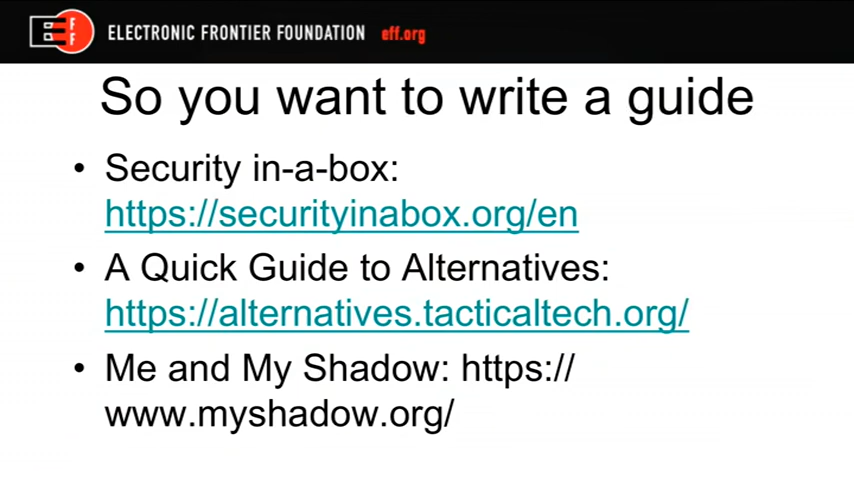 EFF
ELECTRONIC FRONTIER FOUNDATION eff.org
So you want to write a guide
• Security in-a-box:
https://securityinabox.org/en
• A Quick Guide to Alternatives:
https://alternatives.tacticaltech.org/
• Me and My Shadow: https://
www.myshadow.org/